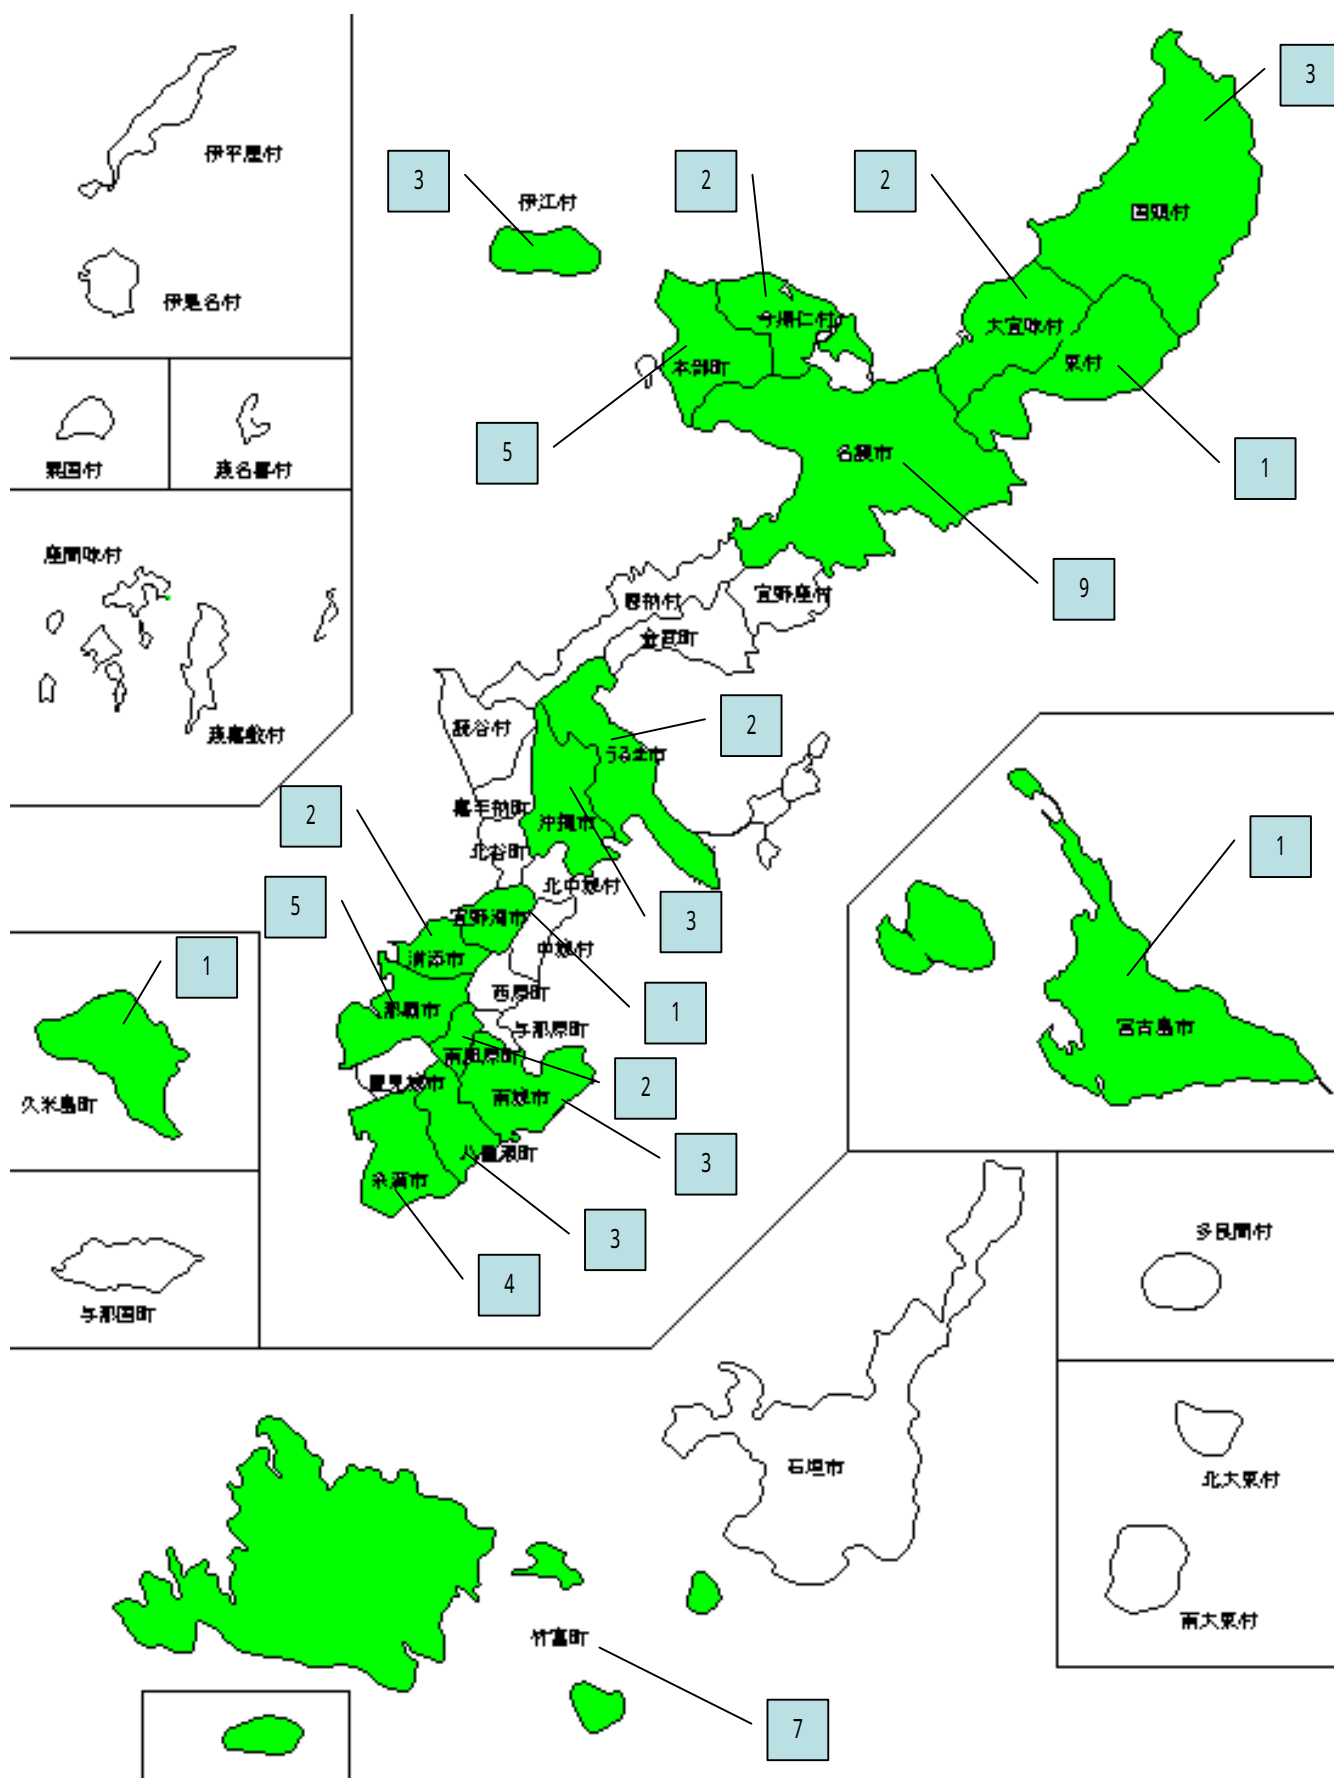 3
伊平屋村
3
2
2
伊江村
国頭村
伊是名村
今帰仁村
大宜味村
東村
本部町
5
名護市
1
粟国村
渡名喜村
座間味村
9
恩納村
宜野座村
金武町
2
読谷村
渡嘉敷村
うるま市
嘉手納町
2
沖縄市
1
北谷町
北中城村
5
宜野湾市
3
中城村
浦添市
1
西原町
那覇市
1
与那原町
宮古島市
南風原町
豊見城市
2
南城市
久米島町
八重瀬町
3
糸満市
3
4
多良間村
与那国町
石垣市
北大東村
南大東村
竹富町
7